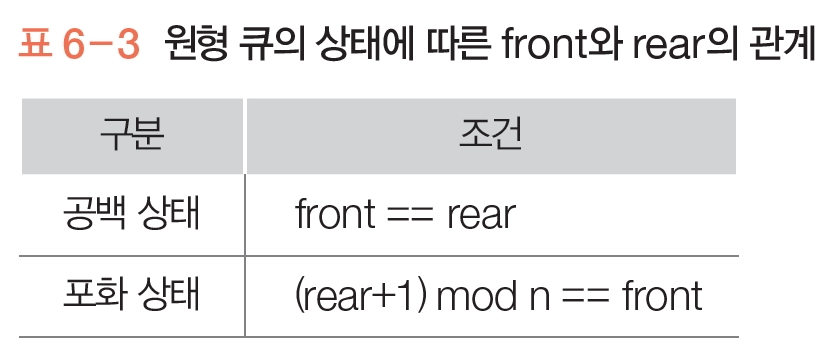 표 6-3 원형 큐의 상태에 따른 front와 rear의 관계
구분 조건
공백 상태 front == rear
포화 상태 (rear+1) mod n == front